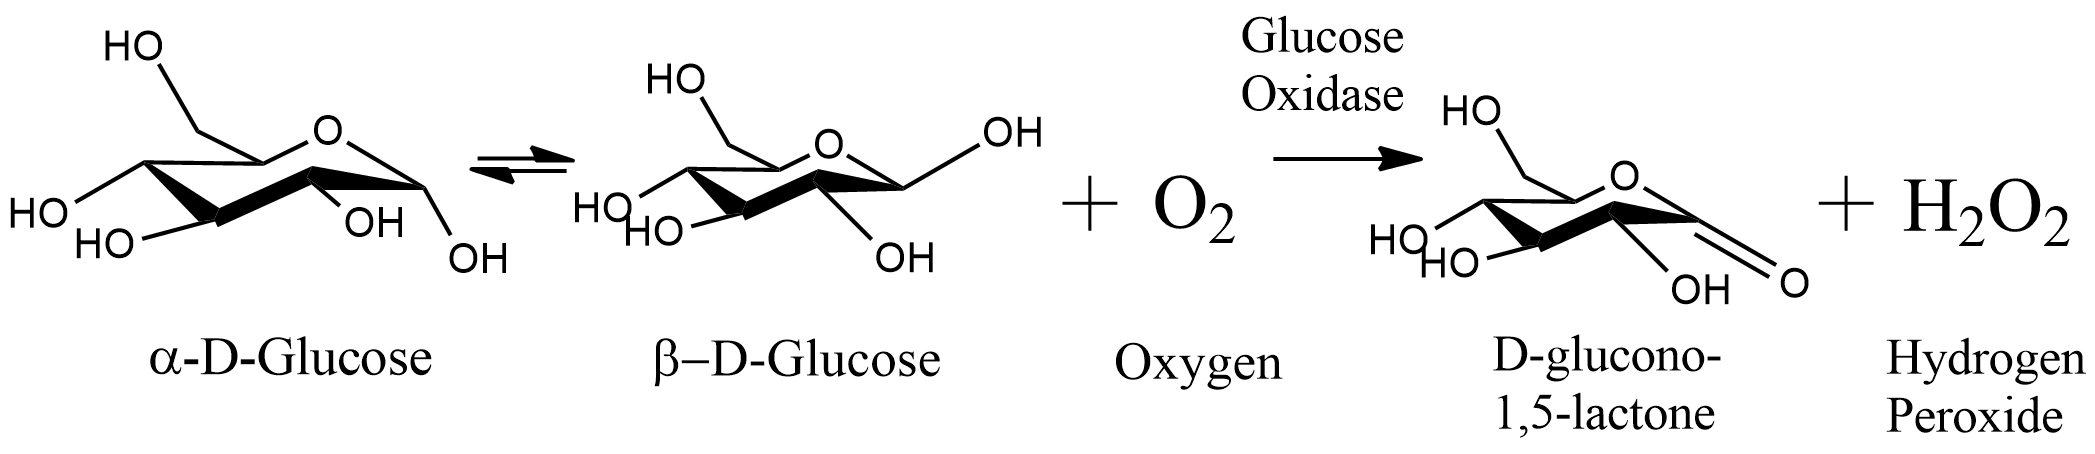 HO
O
HO
HO
OH
OH
α-D-Glucose
HO
O
OH
HO
HO
OH
β–D-Glucose
+ O2
Oxygen
Glucose
Oxidase
HO
O
HO
HO
OH
O
D-glucono-
1,5-lactone
+ H2O2
Hydrogen
Peroxide